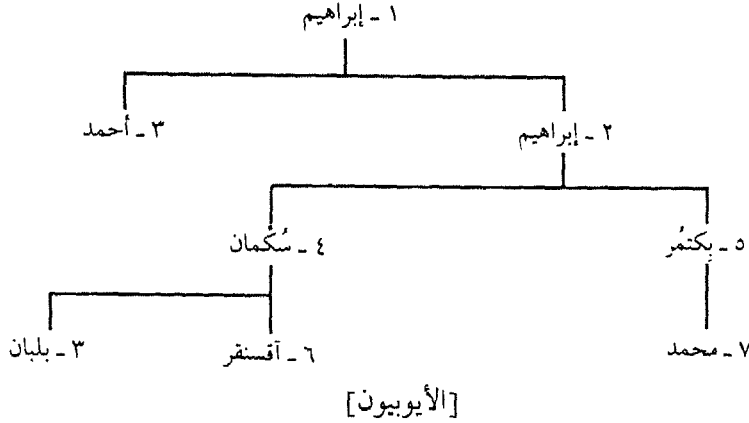 ١ ـ إبراهيم
٢ ـ إبراهيم ٣ ـ أحمد
٥ ـ بِكتمُر ٤ ـ سُكمان
٧ ـ محمد ٦ ـ آقسنقر ٣ ـ بلبان
[الأيوبيون]